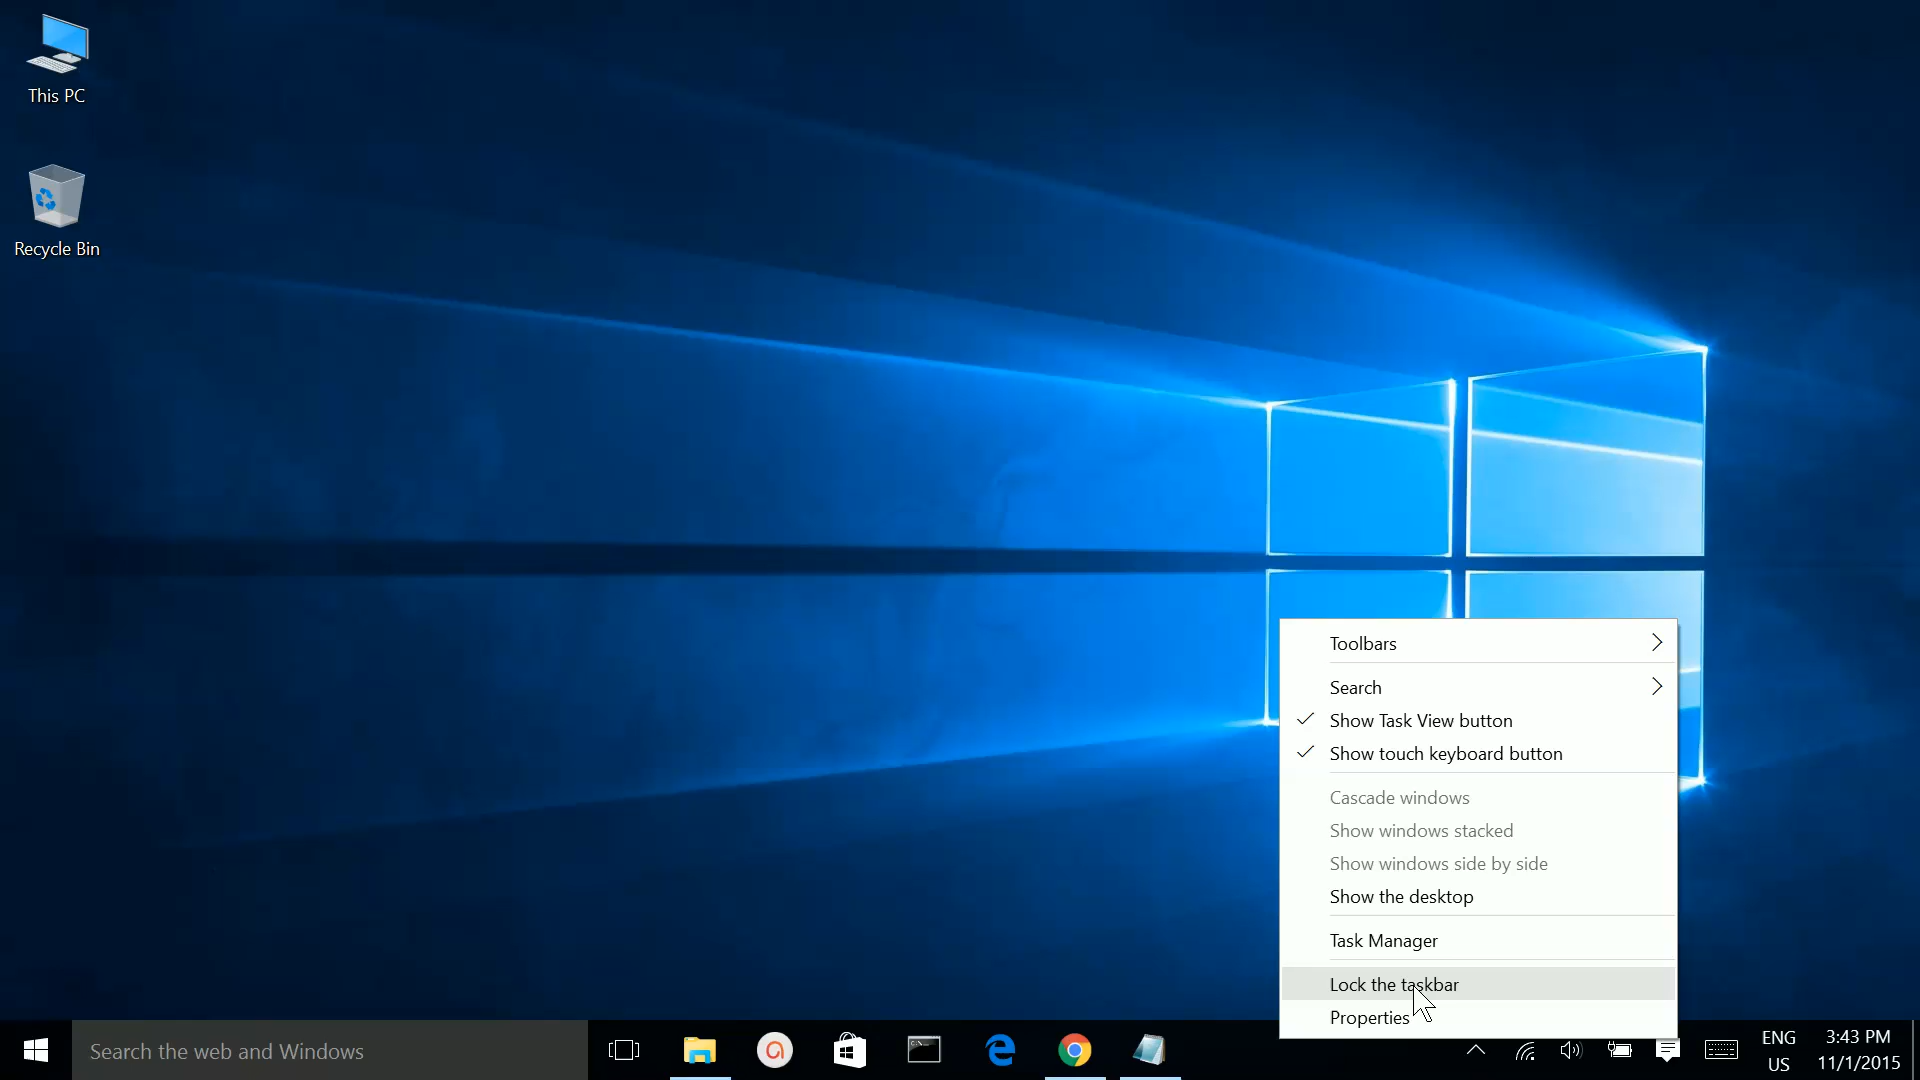 This PC
Recycle Bin
Toolbars
Search
Show Task View button
Show touch keyboard button
Cascade windows
Show windows stacked
Show windows side by side
Show the desktop
Task Manager
Lock the taskbar
Properties
Search the web and Windows
ENG
US
3:43 PM
11/1/2015